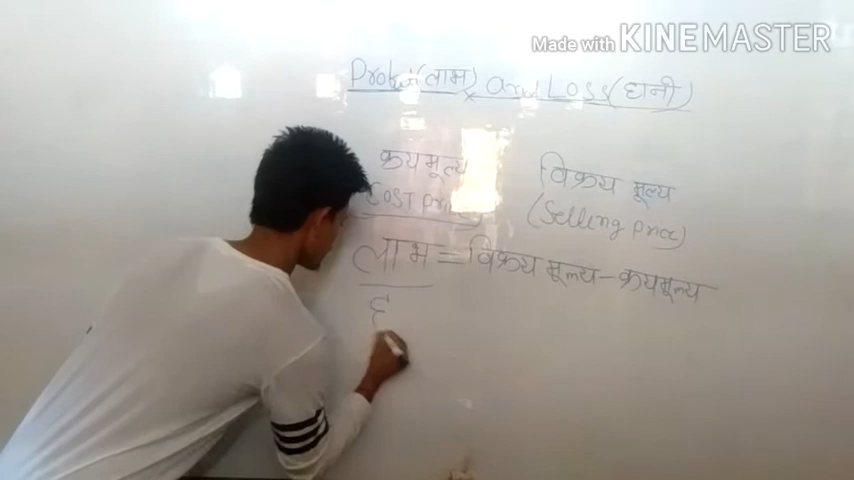 Made with KINEMASTER
Profit (लाभ) and Loss (हानी)
क्रयमूल्य विक्रय मूल्य
Cost price (Selling price)
लाभ = विक्रय मूल्य - क्रयमूल्य